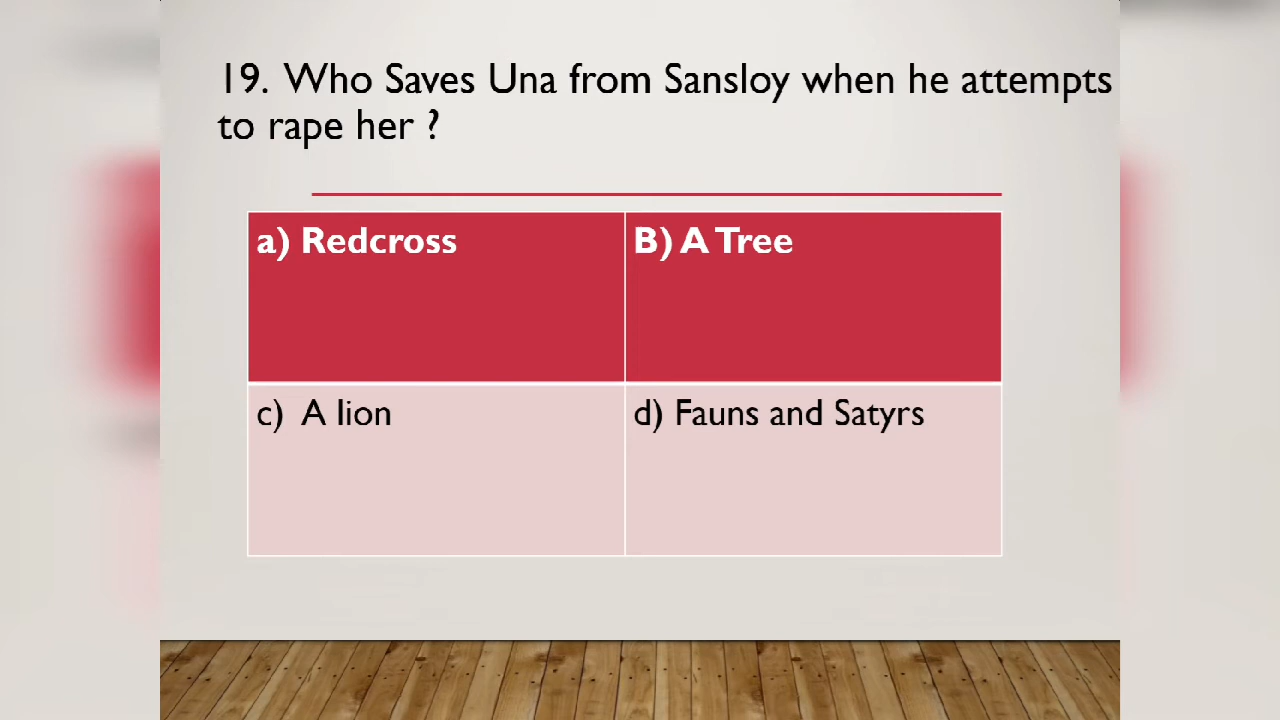 19. Who Saves Una from Sansloy when he attempts
to rape her ?
a) Redcross
B) A Tree
c) A lion
d) Fauns and Satyrs